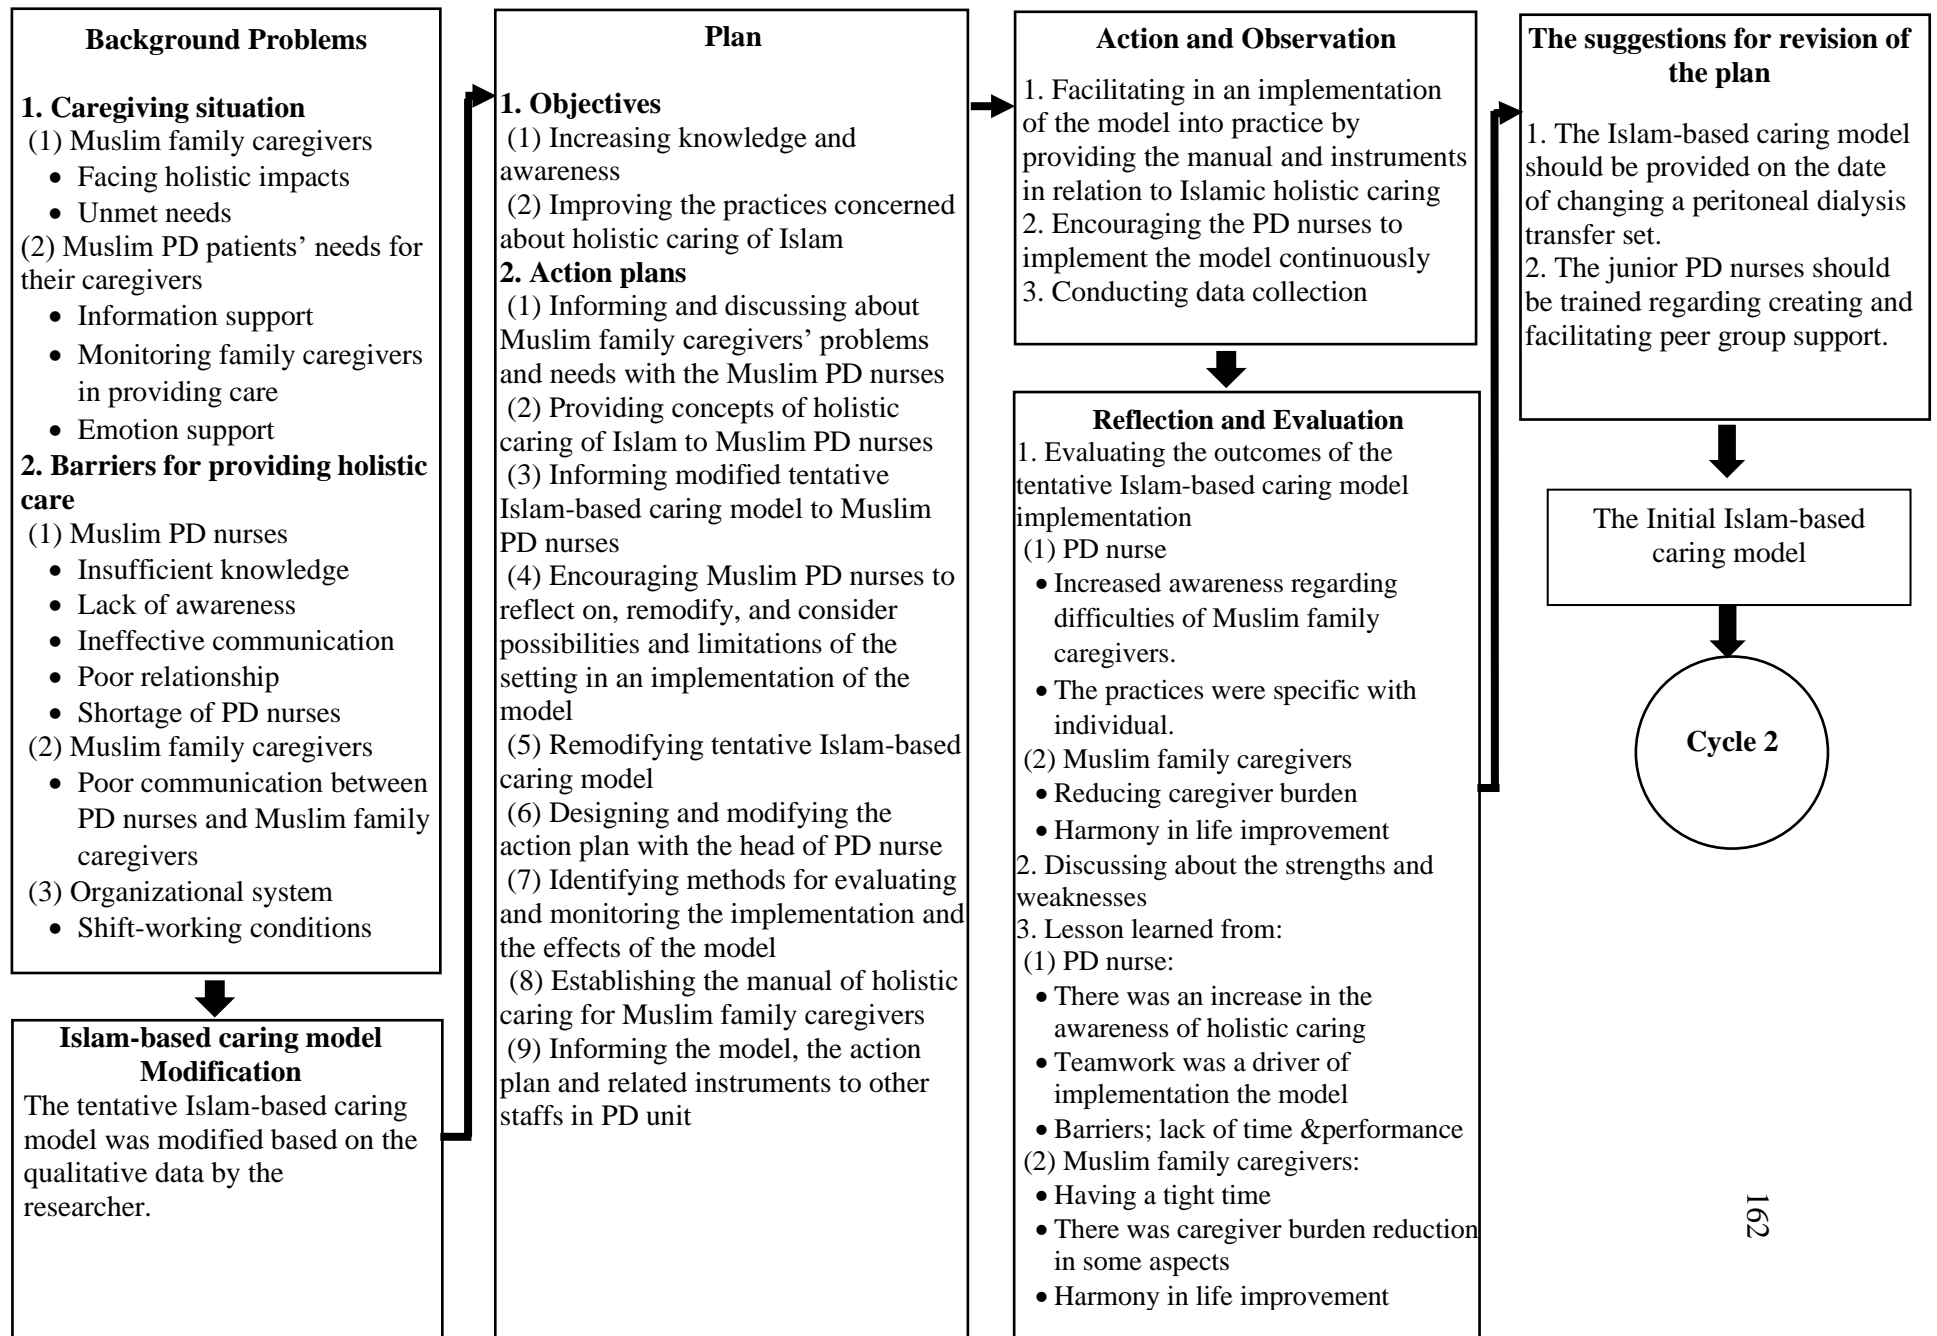 Background Problems
1. Caregiving situation
(1) Muslim family caregivers
• Facing holistic impacts
• Unmet needs
(2) Muslim PD patients’ needs for
their caregivers
• Information support
• Monitoring family caregivers
in providing care
• Emotion support
2. Barriers for providing holistic
care
(1) Muslim PD nurses
• Insufficient knowledge
• Lack of awareness
• Ineffective communication
• Poor relationship
• Shortage of PD nurses
(2) Muslim family caregivers
• Poor communication between
PD nurses and Muslim family
caregivers
(3) Organizational system
• Shift-working conditions
Islam-based caring model
Modification
The tentative Islam-based caring
model was modified based on the
qualitative data by the
researcher.
Plan
1. Objectives
(1) Increasing knowledge and
awareness
(2) Improving the practices concerned
about holistic caring of Islam
2. Action plans
(1) Informing and discussing about
Muslim family caregivers’ problems
and needs with the Muslim PD nurses
(2) Providing concepts of holistic
caring of Islam to Muslim PD nurses
(3) Informing modified tentative
Islam-based caring model to Muslim
PD nurses
(4) Encouraging Muslim PD nurses to
reflect on, remodify, and consider
possibilities and limitations of the
setting in an implementation of the
model
(5) Remodifying tentative Islam-based
caring model
(6) Designing and modifying the
action plan with the head of PD nurse
(7) Identifying methods for evaluating
and monitoring the implementation and
the effects of the model
(8) Establishing the manual of holistic
caring for Muslim family caregivers
(9) Informing the model, the action
plan and related instruments to other
staffs in PD unit
Action and Observation
1. Facilitating in an implementation
of the model into practice by
providing the manual and instruments
in relation to Islamic holistic caring
2. Encouraging the PD nurses to
implement the model continuously
3. Conducting data collection
Reflection and Evaluation
1. Evaluating the outcomes of the
tentative Islam-based caring model
implementation
(1) PD nurse
• Increased awareness regarding
difficulties of Muslim family
caregivers.
• The practices were specific with
individual.
(2) Muslim family caregivers
• Reducing caregiver burden
• Harmony in life improvement
2. Discussing about the strengths and
weaknesses
3. Lesson learned from:
(1) PD nurse:
• There was an increase in the
awareness of holistic caring
• Teamwork was a driver of
implementation the model
• Barriers; lack of time &performance
(2) Muslim family caregivers:
• Having a tight time
• There was caregiver burden reduction
in some aspects
• Harmony in life improvement
The suggestions for revision of
the plan
1. The Islam-based caring model
should be provided on the date
of changing a peritoneal dialysis
transfer set.
2. The junior PD nurses should
be trained regarding creating and
facilitating peer group support.
The Initial Islam-based
caring model
Cycle 2
162